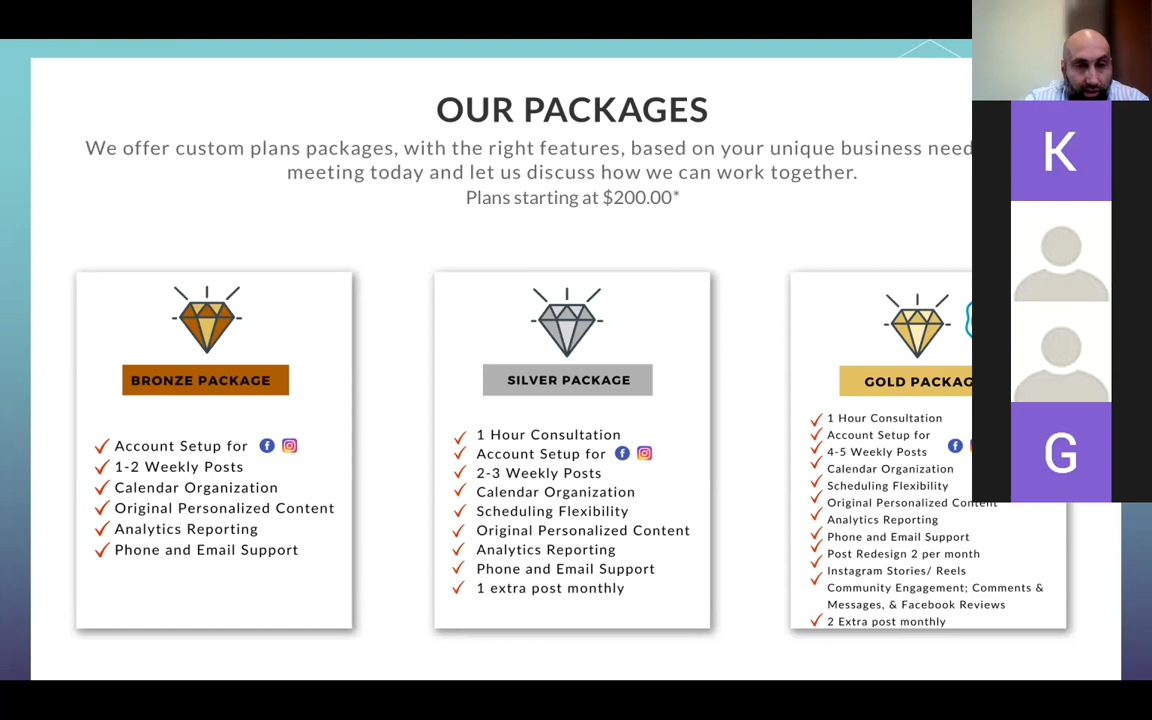 OUR PACKAGES
We offer custom plans packages, with the right features, based on your unique business need
meeting today and let us discuss how we can work together.
Plans starting at $200.00*
BRONZE PACKAGE
Account Setup for
1-2 Weekly Posts
Calendar Organization
Original Personalized Content
Analytics Reporting
Phone and Email Support
SILVER PACKAGE
1 Hour Consultation
Account Setup for
2-3 Weekly Posts
Calendar Organization
Scheduling Flexibility
Original Personalized Content
Analytics Reporting
Phone and Email Support
1 extra post monthly
GOLD PACKAG
1 Hour Consultation
Account Setup for
4-5 Weekly Posts
Calendar Organization
Scheduling Flexibility
Original Personalized Content
Analytics Reporting
Phone and Email Support
Post Redesign 2 per month
Instagram Stories/ Reels
Community Engagement; Comments &
Messages, & Facebook Reviews
2 Extra post monthly
K
G